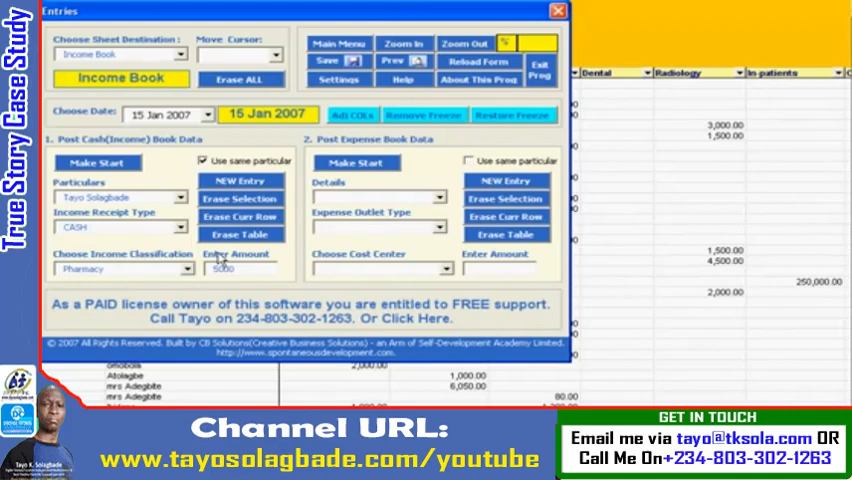 True Story Case Study
Entries
Choose Sheet Destination :
Move Cursor:
Income Book
Income Book
Erase ALL
Main Menu
Zoom In
Zoom Out
Save
Prev
Reload Form
Exit Prog
Settings
Help
About This Prog
Choose Date:
15 Jan 2007
15 Jan 2007
Adj COLs
Remove Freeze
Restore Freeze
1. Post Cash(Income) Book Data
2. Post Expense Book Data
Make Start
Use same particular
Make Start
Use same particular
Particulars
NEW Entry
Details
NEW Entry
Tayo Solagbade
Erase Selection
Erase Selection
Income Receipt Type
Erase Curr Row
Expense Outlet Type
Erase Curr Row
CASH
Erase Table
Erase Table
Choose Income Classification
Enter Amount
Choose Cost Center
Enter Amount
Pharmacy
5000
As a PAID license owner of this software you are entitled to FREE support.
Call Tayo on 234-803-302-1263. Or Click Here.
© 2007 All Rights Reserved. Built by CB Solutions(Creative Business Solutions) - an Arm of Self-Development Academy Limited.
http://www.spontaneousdevelopment.com.
Dental
Radiology
In-patients
3,000.00
1,500.00
1,500.00
4,500.00
250,000.00
2,000.00
omobola
2,000.00
Atolagbe
1,000.00
mrs Adegbite
6,050.00
mrs Adegbite
80.00
Tayo K. Solagbade
Channel URL:
www.tayosolagbade.com/youtube
GET IN TOUCH
Email me via tayo@tksola.com OR
Call Me On+234-803-302-1263